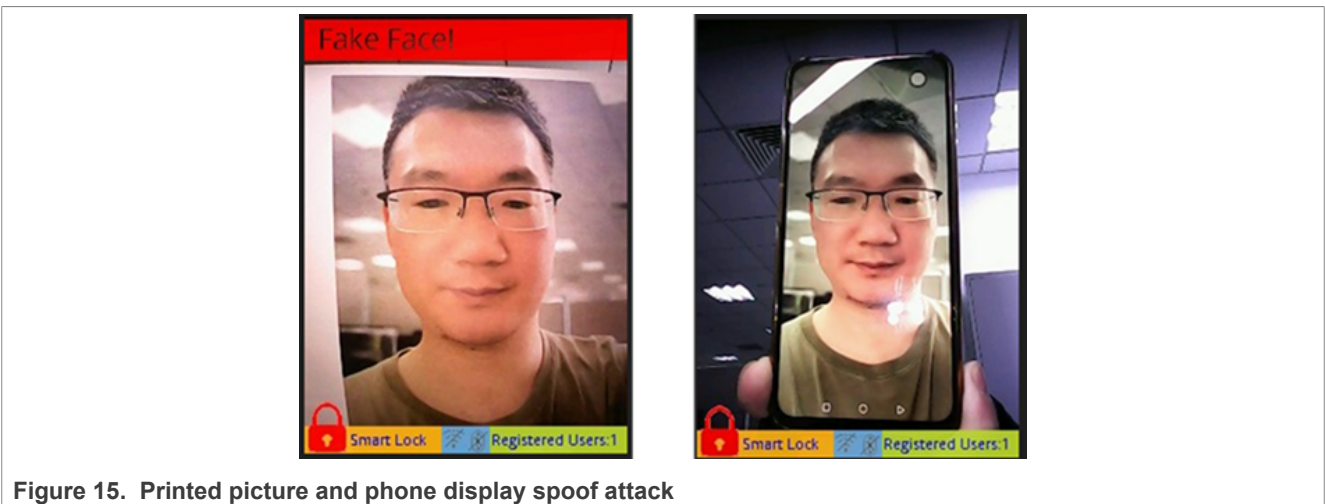 Fake Face!
Smart Lock Registered Users:1
Smart Lock Registered Users:1
Figure 15. Printed picture and phone display spoof attack